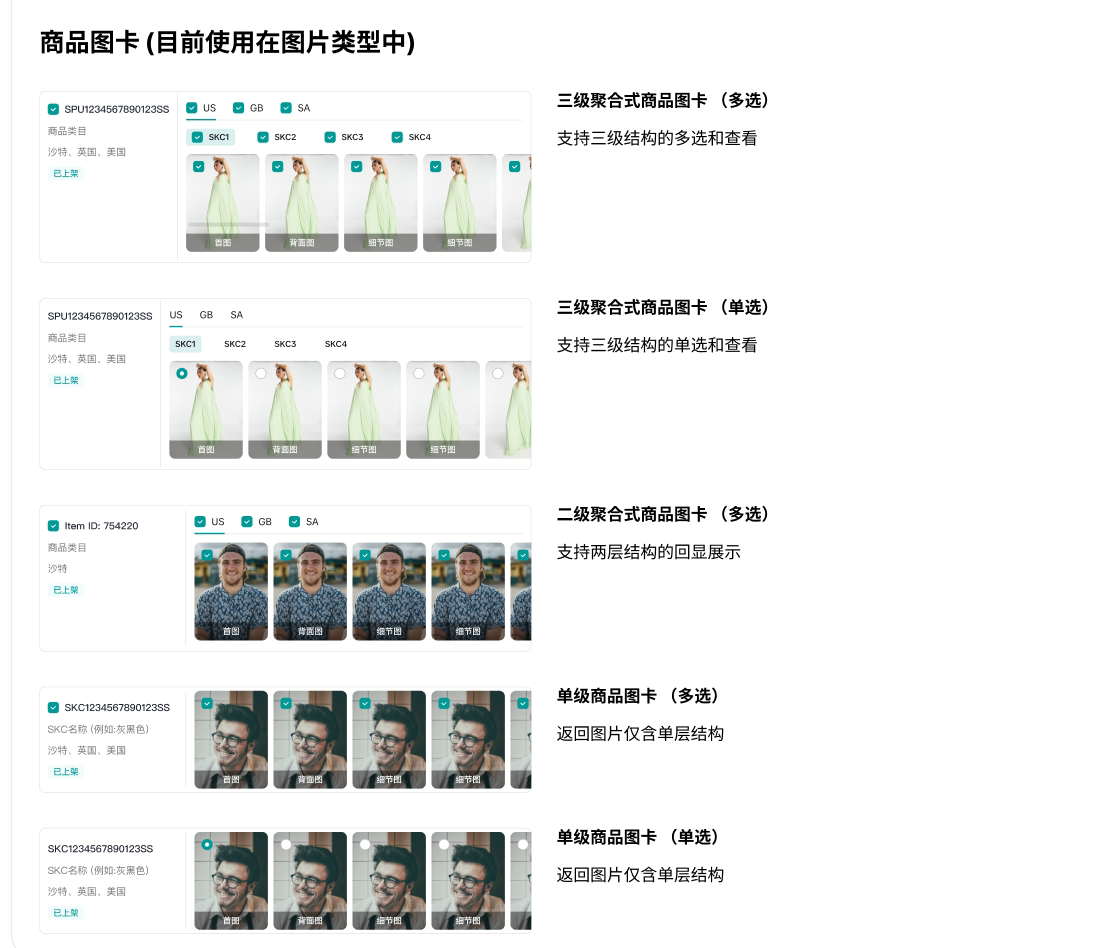 商品图卡 (目前使用在图片类型中)
SPU1234567890123SS
商品类目
沙特、英国、美国
已上架
US GB SA
SKC1 SKC2 SKC3 SKC4
首图 背面图 细节图 细节图
三级聚合式商品图卡 （多选）
支持三级结构的多选和查看
SPU1234567890123SS
商品类目
沙特、英国、美国
已上架
US GB SA
SKC1 SKC2 SKC3 SKC4
首图 背面图 细节图 细节图
三级聚合式商品图卡 （单选）
支持三级结构的单选和查看
Item ID: 754220
商品类目
沙特
已上架
US GB SA
首图 背面图 细节图 细节图
二级聚合式商品图卡 （多选）
支持两层结构的回显展示
SKC1234567890123SS
SKC名称 (例如:灰黑色)
沙特、英国、美国
已上架
首图 背面图 细节图 细节图
单级商品图卡 （多选）
返回图片仅含单层结构
SKC1234567890123SS
SKC名称 (例如:灰黑色)
沙特、英国、美国
已上架
首图 背面图 细节图 细节图
单级商品图卡 （单选）
返回图片仅含单层结构